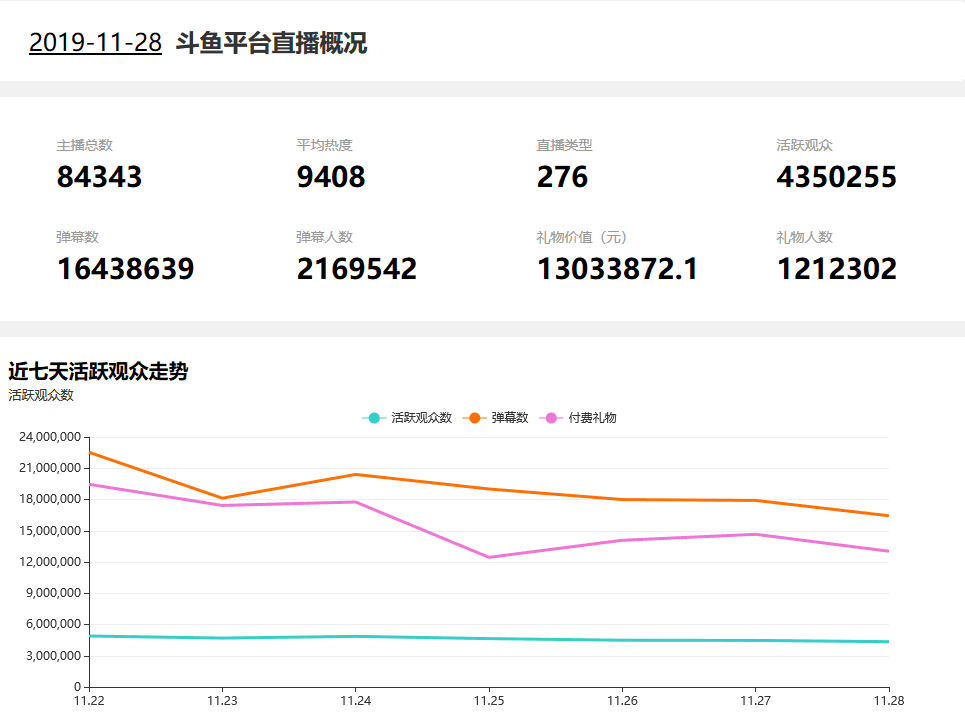 2019-11-28 斗鱼平台直播概况
主播总数 平均热度 直播类型 活跃观众
84343 9408 276 4350255
弹幕数 弹幕人数 礼物价值（元） 礼物人数
16438639 2169542 13033872.1 1212302
近七天活跃观众走势
活跃观众数
活跃观众数 弹幕数 付费礼物
24,000,000
21,000,000
18,000,000
15,000,000
12,000,000
9,000,000
6,000,000
3,000,000
0
11.22 11.23 11.24 11.25 11.26 11.27 11.28